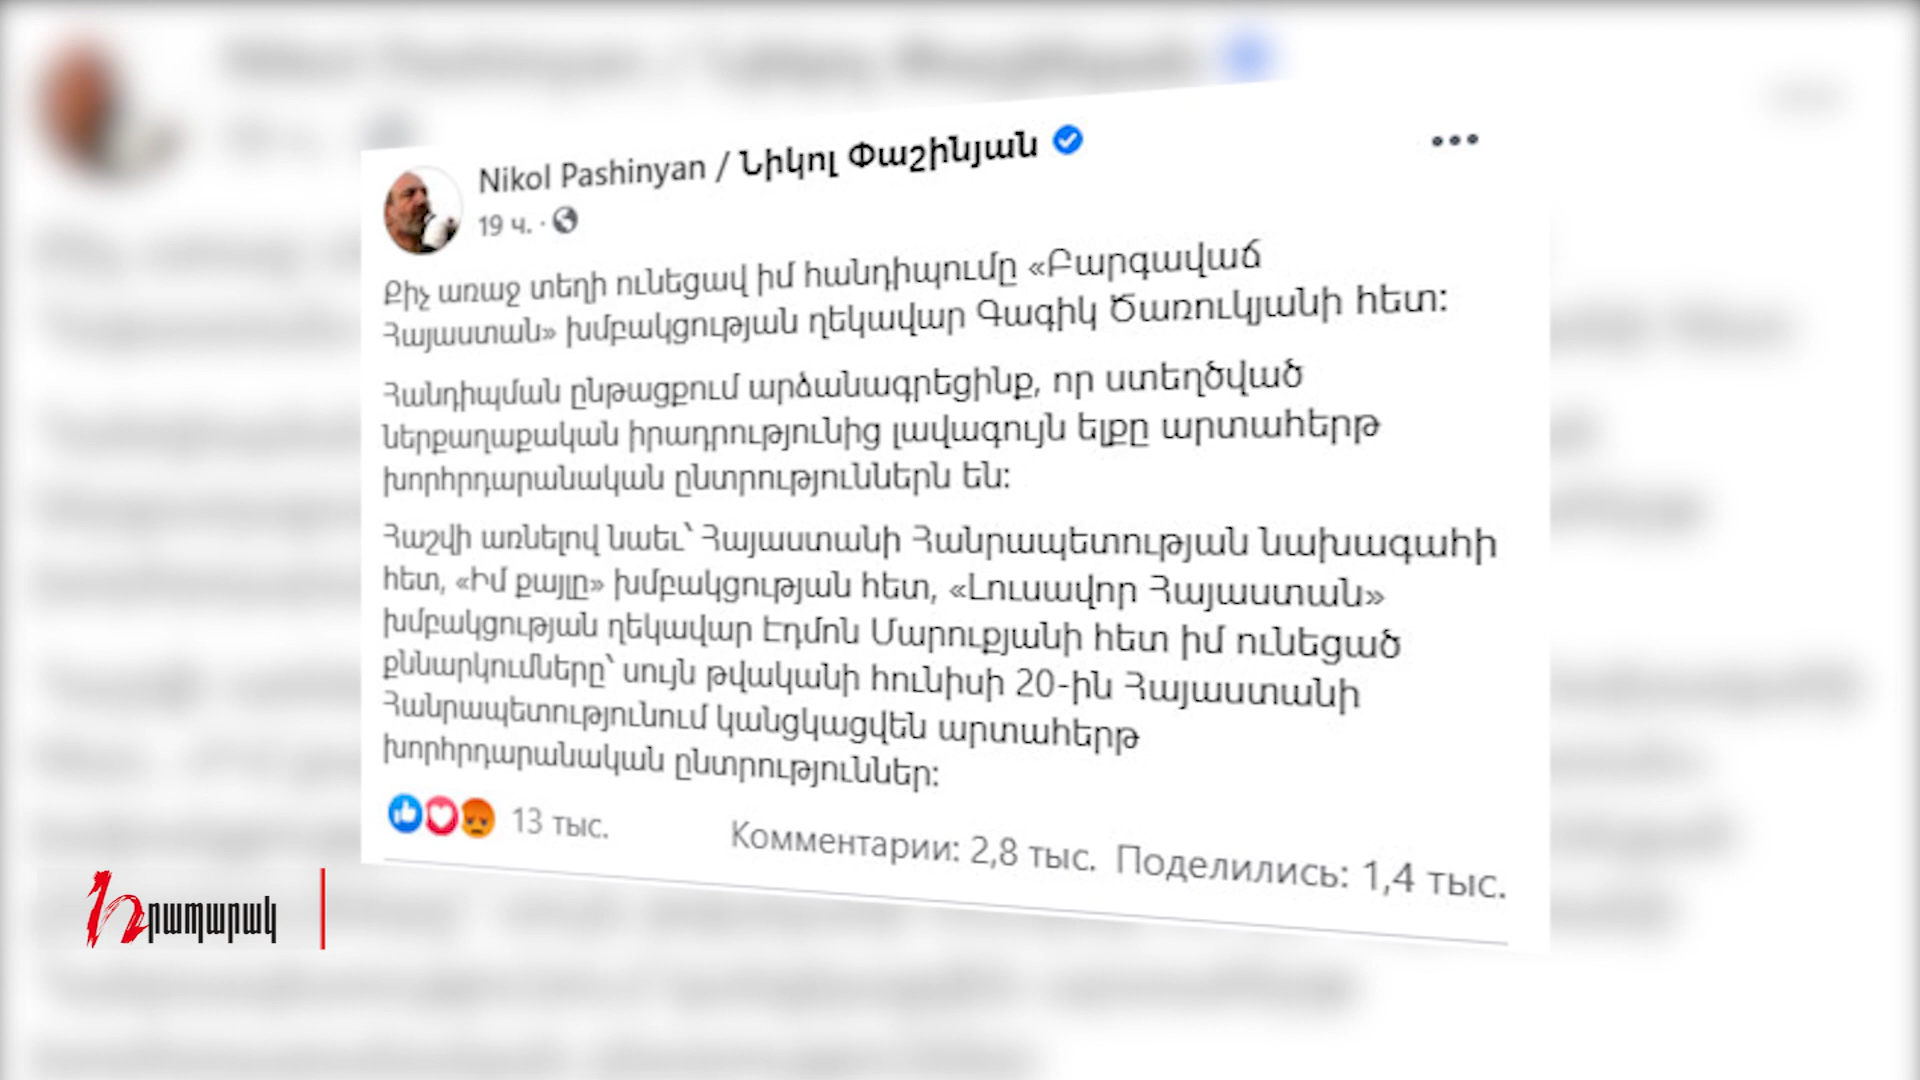 Nikol Pashinyan / Նիկոլ Փաշինյան
19 ч. ·
Քիչ առաջ տեղի ունեցավ իմ հանդիպումը «Բարգավաճ
Հայաստան» խմբակցության ղեկավար Գագիկ Ծառուկյանի հետ:
Հանդիպման ընթացքում արձանագրեցինք, որ ստեղծված
ներքաղաքական իրադրությունից լավագույն ելքը արտահերթ
խորհրդարանական ընտրություններն են:
Հաշվի առնելով նաեւ՝ Հայաստանի Հանրապետության նախագահի
հետ, «Իմ քայլը» խմբակցության հետ, «Լուսավոր Հայաստան»
խմբակցության ղեկավար Էդմոն Մարուքյանի հետ իմ ունեցած
քննարկումները՝ սույն թվականի հունիսի 20-ին Հայաստանի
Հանրապետությունում կանցկացվեն արտահերթ
խորհրդարանական ընտրություններ:
13 тыс. Комментарии: 2,8 тыс. Поделились: 1,4 тыс.
Հրապարակ